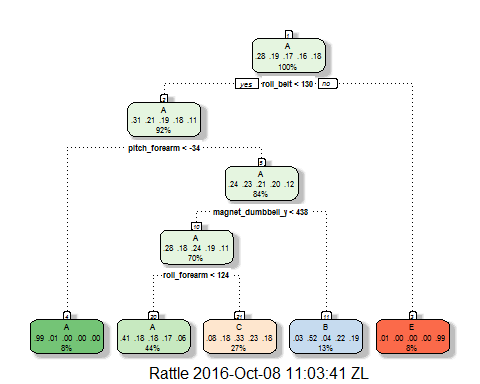 1
A
.28 .19 .17 .16 .18
100%
yes roll_belt < 130 no
2
A
.31 .21 .19 .18 .11
92%
pitch_forearm < -34
5
A
.24 .23 .21 .20 .12
84%
magnet_dumbbell_y < 438
10
A
.28 .18 .24 .19 .11
70%
roll_forearm < 124
4 20 21 11 3
A A C B E
.99 .01 .00 .00 .00 .41 .18 .18 .17 .06 .08 .18 .33 .23 .18 .03 .52 .04 .22 .19 .01 .00 .00 .00 .99
8% 44% 27% 13% 8%
Rattle 2016-Oct-08 11:03:41 ZL